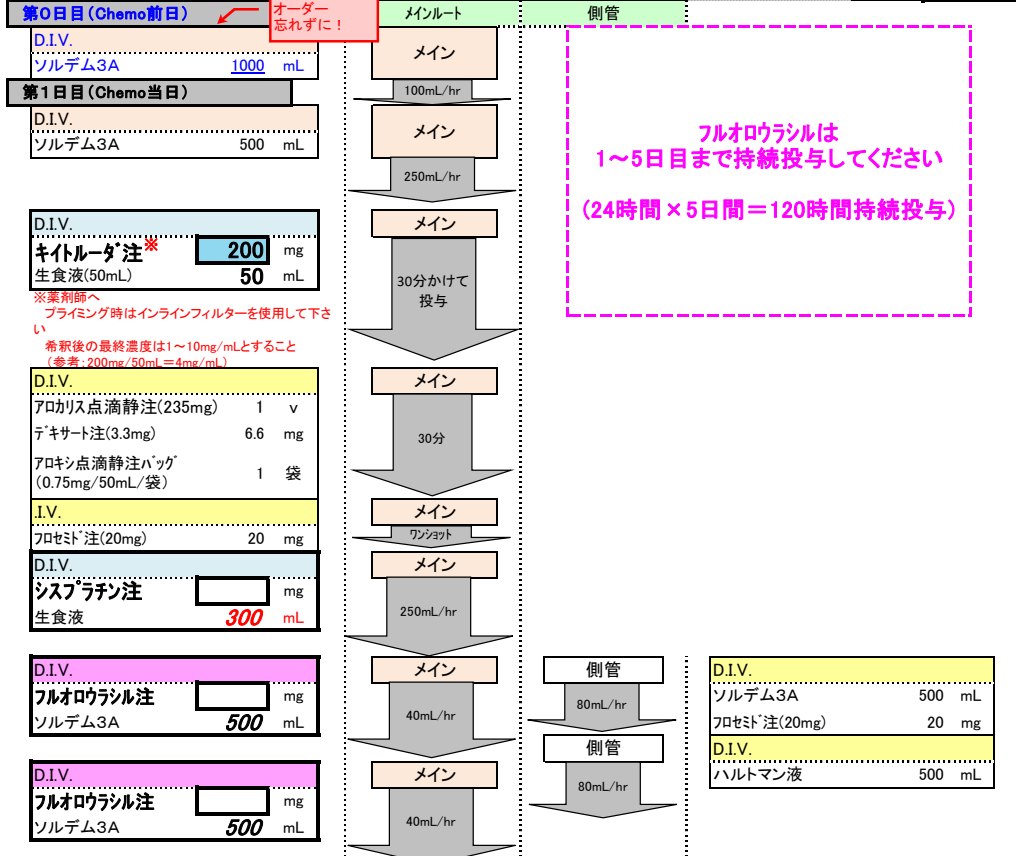 第0日目(Chemo前日)
オーダー
忘れずに！
メインルート
側管
D.I.V.
ソルデム3A 1000 mL
メイン
100mL/hr
第1日目(Chemo当日)
D.I.V.
ソルデム3A 500 mL
メイン
250mL/hr
フルオロウラシルは
1～5日目まで持続投与してください
(24時間×5日間＝120時間持続投与)
D.I.V.
キイトルーダ注※ 200 mg
生食液(50mL) 50 mL
メイン
30分かけて
投与
※薬剤師へ
プライミング時はインラインフィルターを使用して下さ
い
希釈後の最終濃度は1～10mg/mLとすること
(参考：200mg/50mL＝4mg/mL)
D.I.V.
アロカリス点滴静注(235mg) 1 v
デキサート注(3.3mg) 6.6 mg
アロキシ点滴静注バッグ
(0.75mg/50mL/袋) 1 袋
メイン
30分
.I.V.
フロセミド注(20mg) 20 mg
メイン
ワンショット
D.I.V.
シスプラチン注 mg
生食液 300 mL
メイン
250mL/hr
D.I.V.
フルオロウラシル注 mg
ソルデム3A 500 mL
メイン
40mL/hr
側管
80mL/hr
D.I.V.
ソルデム3A 500 mL
フロセミド注(20mg) 20 mg
側管
80mL/hr
D.I.V.
ハルトマン液 500 mL
D.I.V.
フルオロウラシル注 mg
ソルデム3A 500 mL
メイン
40mL/hr